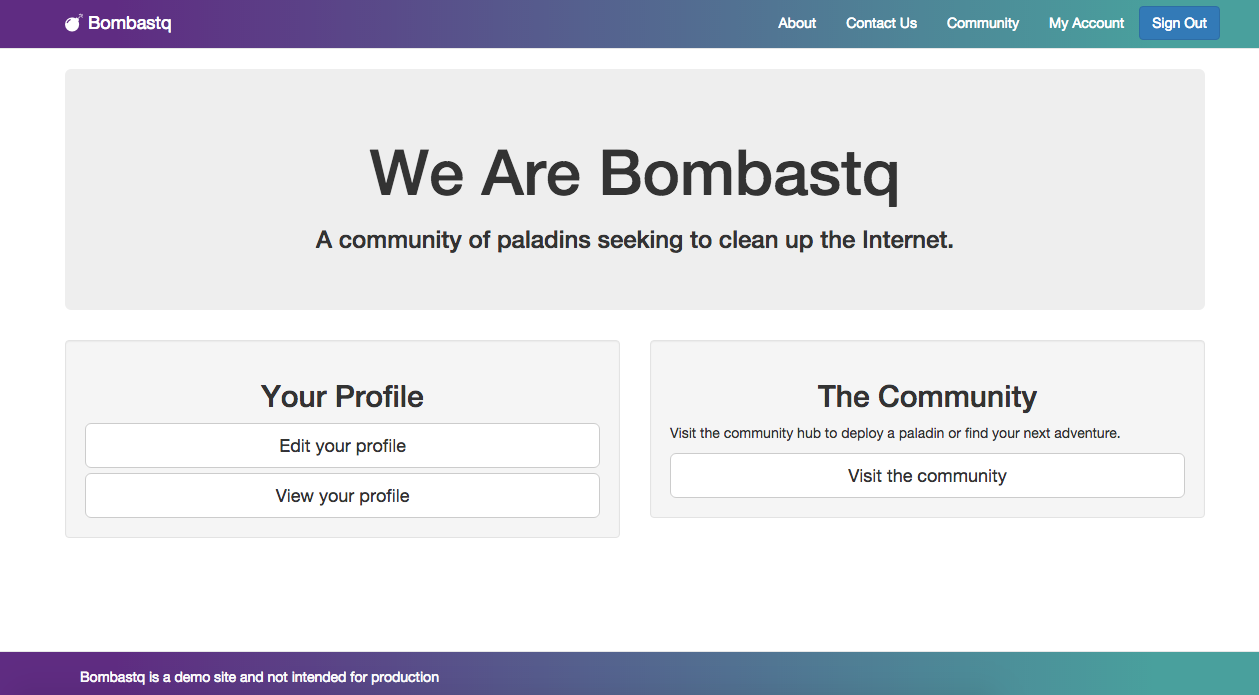 Bombastq
About
Contact Us
Community
My Account
Sign Out
We Are Bombastq
A community of paladins seeking to clean up the Internet.
Your Profile
Edit your profile
View your profile
The Community
Visit the community hub to deploy a paladin or find your next adventure.
Visit the community
Bombastq is a demo site and not intended for production